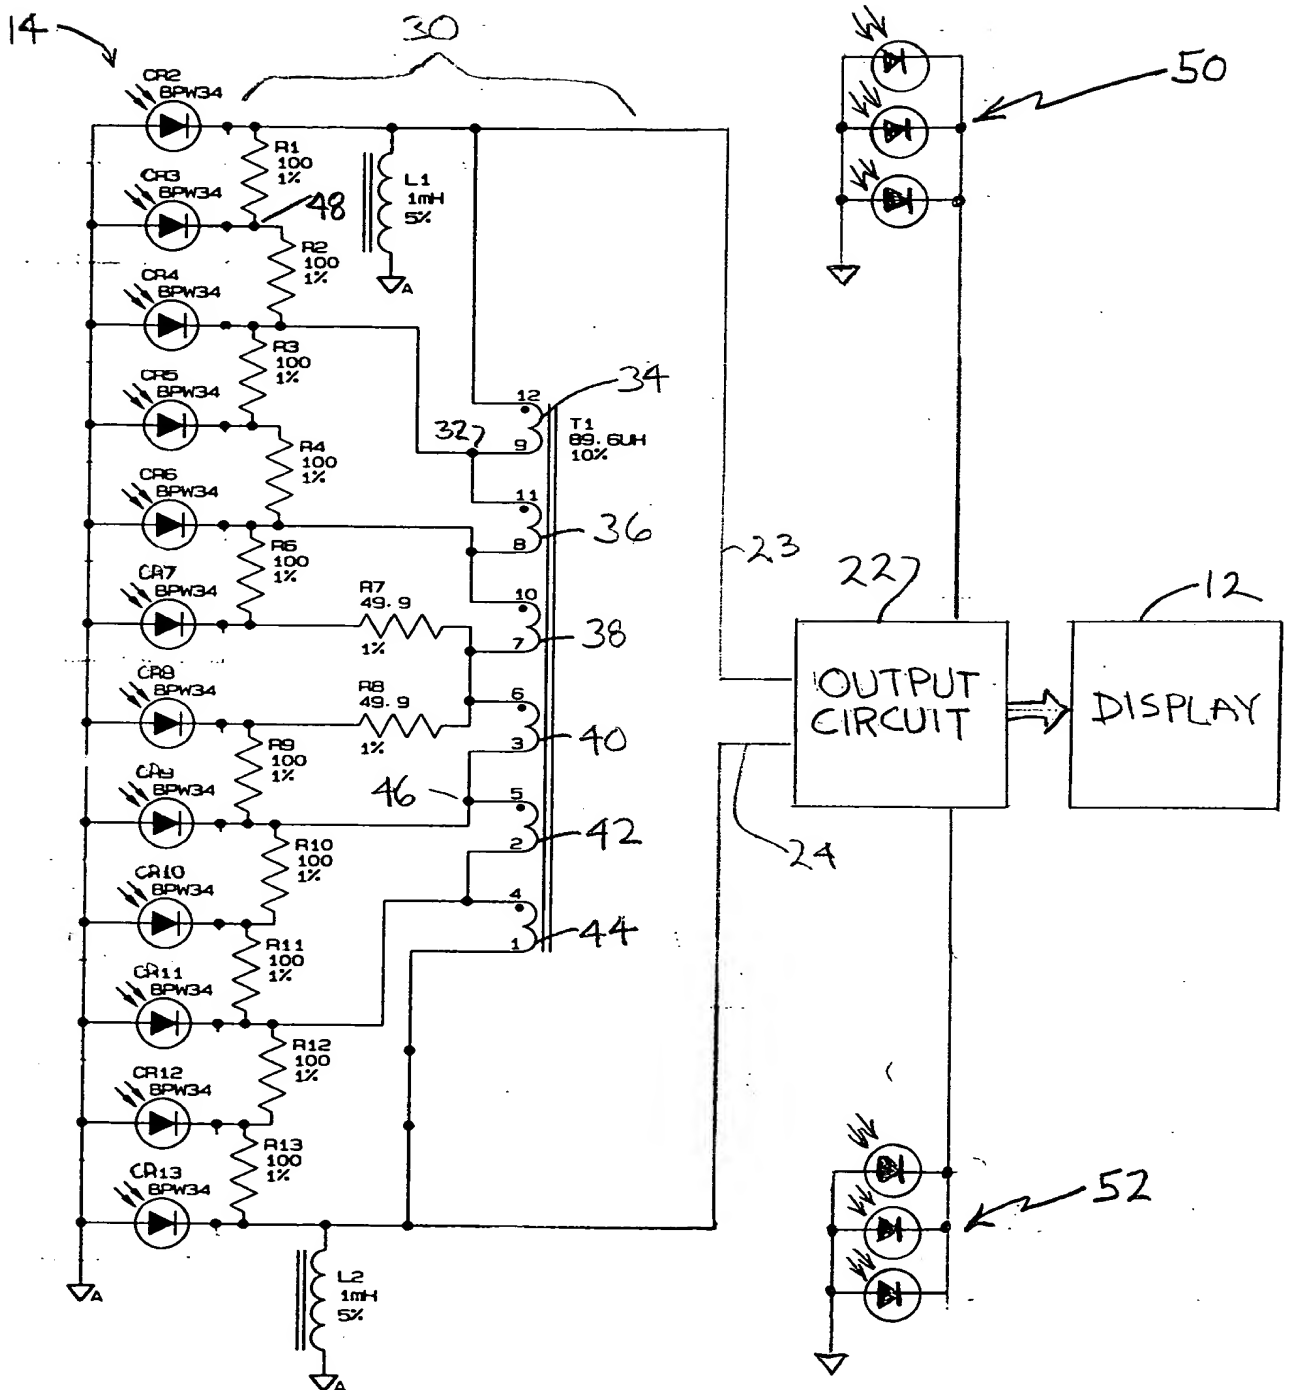 14
30
50
CR2
BPW34
R1
100
1%
L1
1mH
5%
A
CR3
BPW34
48
R2
100
1%
CR4
BPW34
R3
100
1%
CR5
BPW34
R4
100
1%
12
34
32
9
T1
89.6UH
10%
CR6
BPW34
11
36
8
R6
100
1%
23
22
12
CR7
BPW34
R7
49.9
1%
10
38
7
CR8
BPW34
R8
49.9
1%
6
40
3
OUTPUT
CIRCUIT
DISPLAY
R9
100
1%
CR9
BPW34
46
5
42
2
24
R10
100
1%
CR10
BPW34
4
44
1
R11
100
1%
CR11
BPW34
R12
100
1%
CR12
BPW34
R13
100
1%
CR13
BPW34
52
A
L2
1mH
5%
A